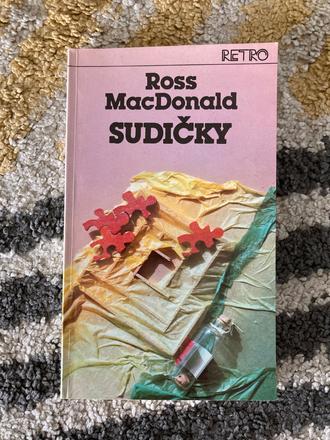 RETRO
Ross
MacDonald
SUDIČKY